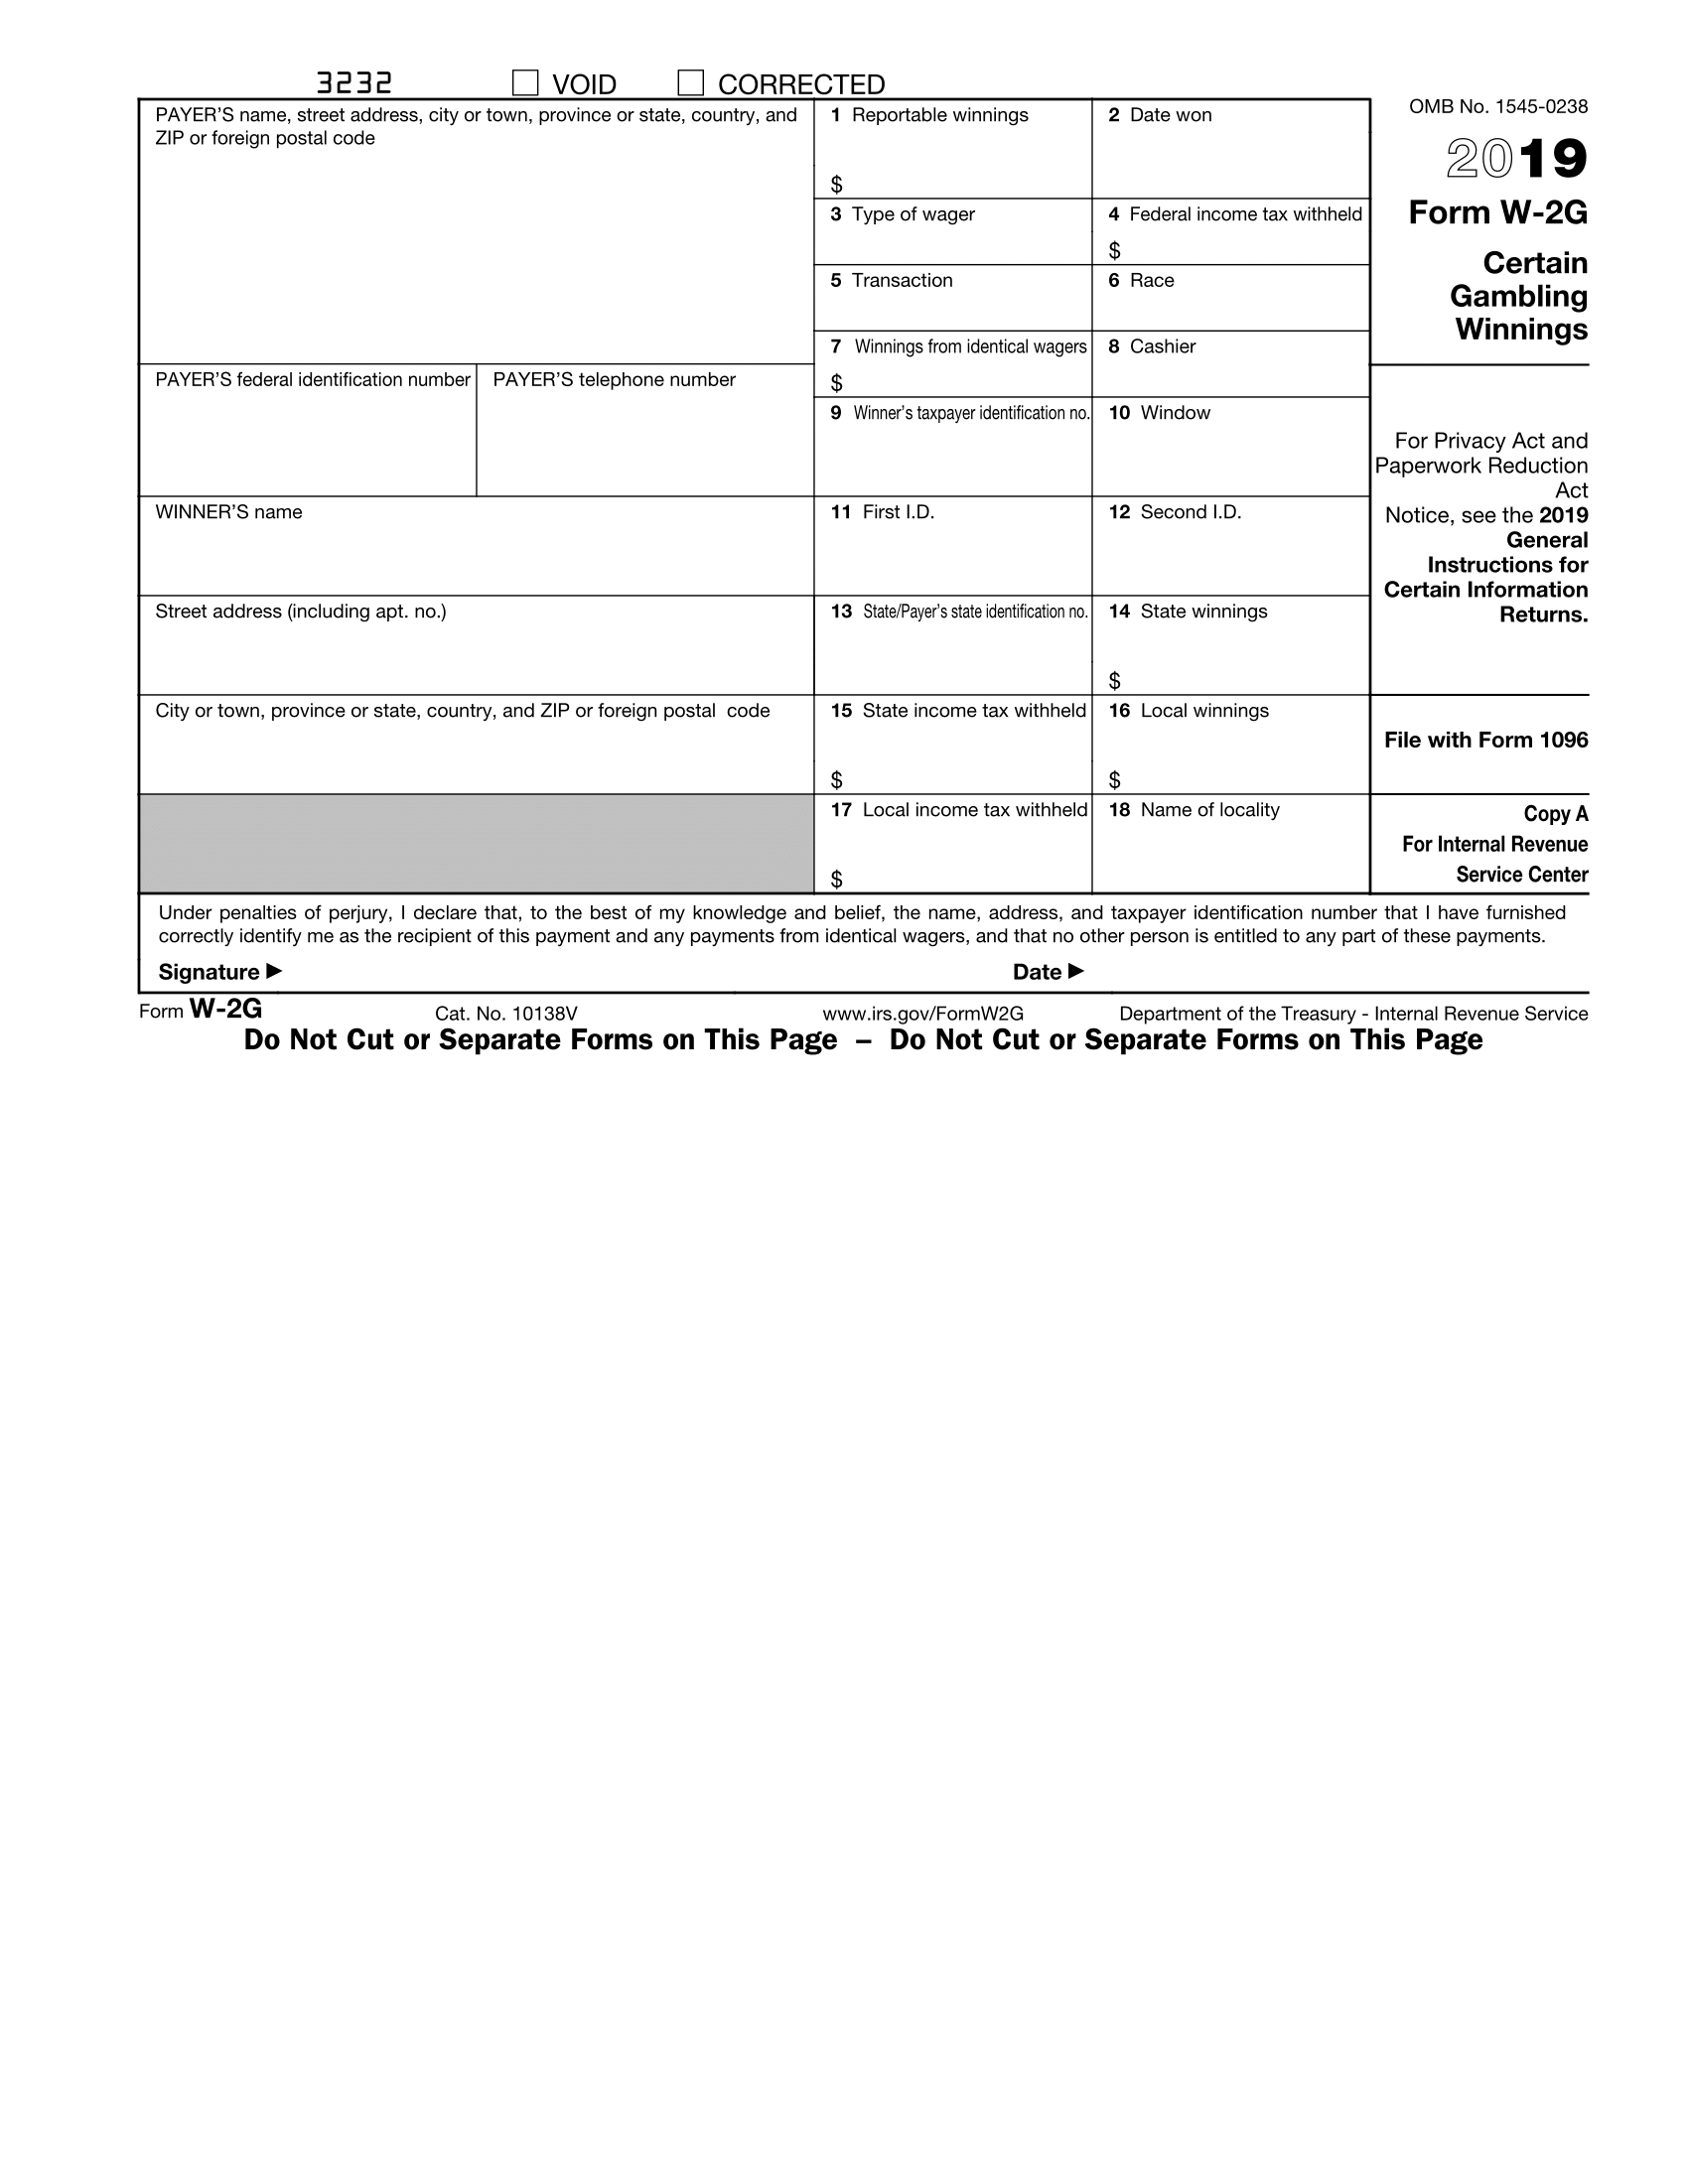 3232 VOID CORRECTED
PAYER'S name, street address, city or town, province or state, country, and
ZIP or foreign postal code
1 Reportable winnings
$
2 Date won
3 Type of wager
4 Federal income tax withheld
$
5 Transaction
6 Race
7 Winnings from identical wagers
$
8 Cashier
PAYER'S federal identification number
PAYER'S telephone number
9 Winner's taxpayer identification no.
10 Window
WINNER'S name
11 First I.D.
12 Second I.D.
Street address (including apt. no.)
13 State/Payer's state identification no.
14 State winnings
$
City or town, province or state, country, and ZIP or foreign postal code
15 State income tax withheld
$
16 Local winnings
$
17 Local income tax withheld
$
18 Name of locality
OMB No. 1545-0238
2019
Form W-2G
Certain
Gambling
Winnings
For Privacy Act and
Paperwork Reduction
Act
Notice, see the 2019
General
Instructions for
Certain Information
Returns.
File with Form 1096
Copy A
For Internal Revenue
Service Center
Under penalties of perjury, I declare that, to the best of my knowledge and belief, the name, address, and taxpayer identification number that I have furnished
correctly identify me as the recipient of this payment and any payments from identical wagers, and that no other person is entitled to any part of these payments.
Signature ▶ Date ▶
Form W-2G Cat. No. 10138V www.irs.gov/FormW2G Department of the Treasury - Internal Revenue Service
Do Not Cut or Separate Forms on This Page – Do Not Cut or Separate Forms on This Page